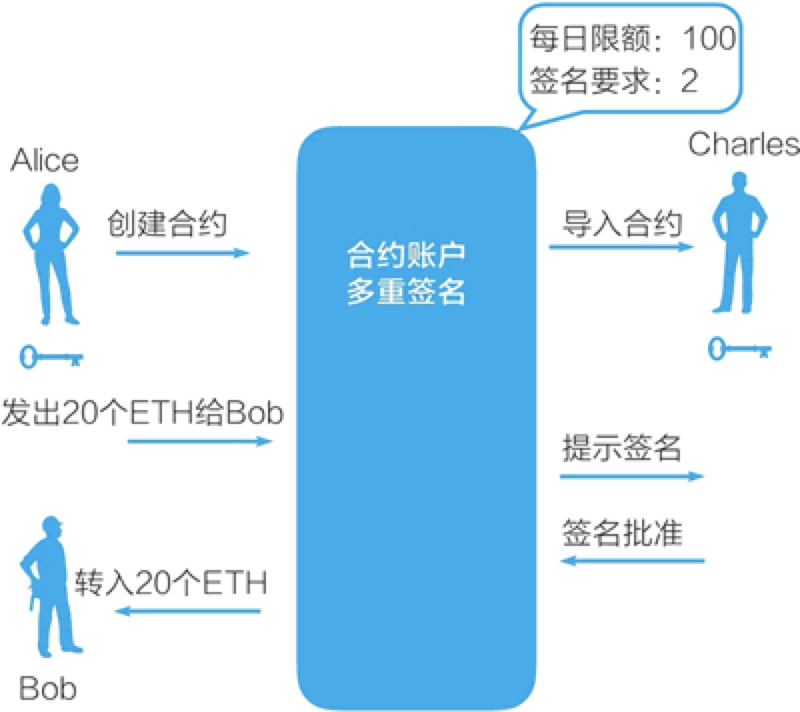 每日限额：100
签名要求：2
Alice
Charles
创建合约
导入合约
合约账户
多重签名
发出20个ETH给Bob
提示签名
签名批准
转入20个ETH
Bob